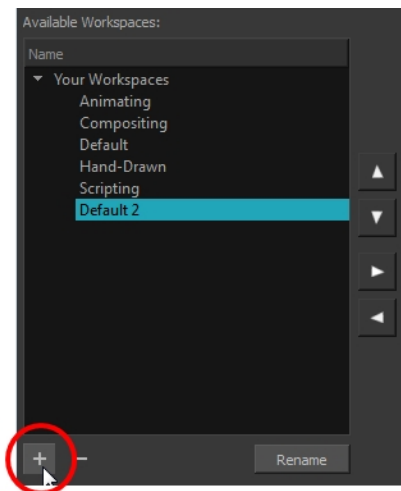 Available Workspaces:
Name
Your Workspaces
Animating
Compositing
Default
Hand-Drawn
Scripting
Default 2
Rename